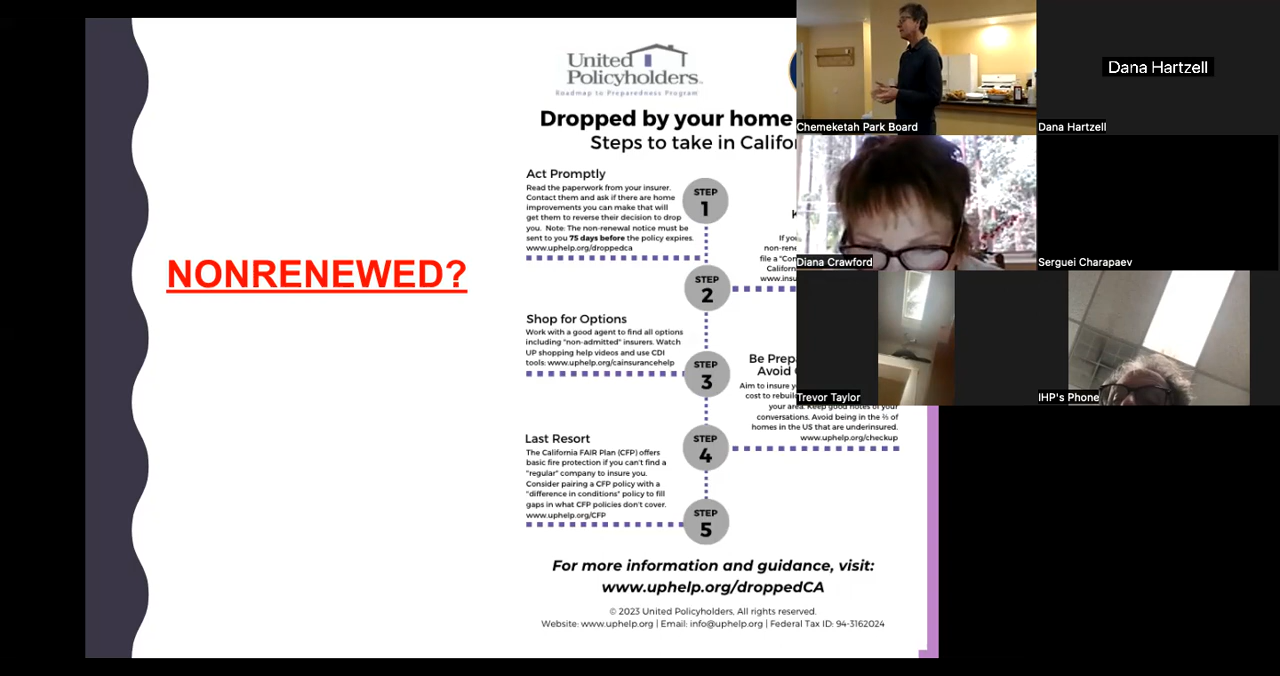 NONRENEWED?
United
Policyholders
Roadmap to Preparedness Program
Dropped by your home
Steps to take in
Act Promptly
Read the paperwork from your insurer.
Contact them and ask if there are home
improvements you can make that will
get them to reverse their decision to drop
you. Note: The non-renewal notice must be
sent to you 75 days before the policy expires.
www.uphelp.org/droppedca
STEP
1
If you
file a
STEP
2
Shop for Options
Work with a good agent to find all options
including "non-admitted" insurers. Watch
UP shopping help videos and use CDI
tools: www.uphelp.org/cainsurancehelp
STEP
3
Be
Avoid
Aim to insure
cost to
your area. Keep good notes of your
conversations. Avoid being in the ⅔ of
homes in the US that are underinsured.
www.uphelp.org/checkup
STEP
4
Last Resort
The California FAIR Plan (CFP) offers
basic fire protection if you can't find a
"regular" company to insure you.
Consider pairing a CFP policy with a
"difference in conditions" policy to fill
gaps in what CFP policies don't cover.
www.uphelp.org/CFP
STEP
5
For more information and guidance, visit:
www.uphelp.org/droppedCA
© 2023 United Policyholders. All rights reserved.
Website: www.uphelp.org | Email: info@uphelp.org | Federal Tax ID: 94-3162024
Chemeketah Park Board
Dana Hartzell
Dana Hartzell
Diana Crawford
Serguei Charapaev
Trevor Taylor
IHP's Phone